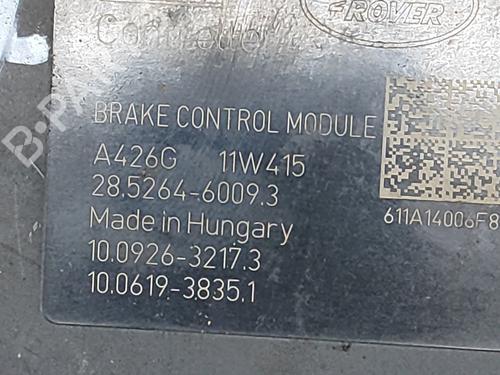 ROVER
BRAKE CONTROL MODULE
A426G 11W415
28.5264-6009.3
Made in Hungary
611A14006F8
10.0926-3217.3
10.0619-3835.1
B-PARTS